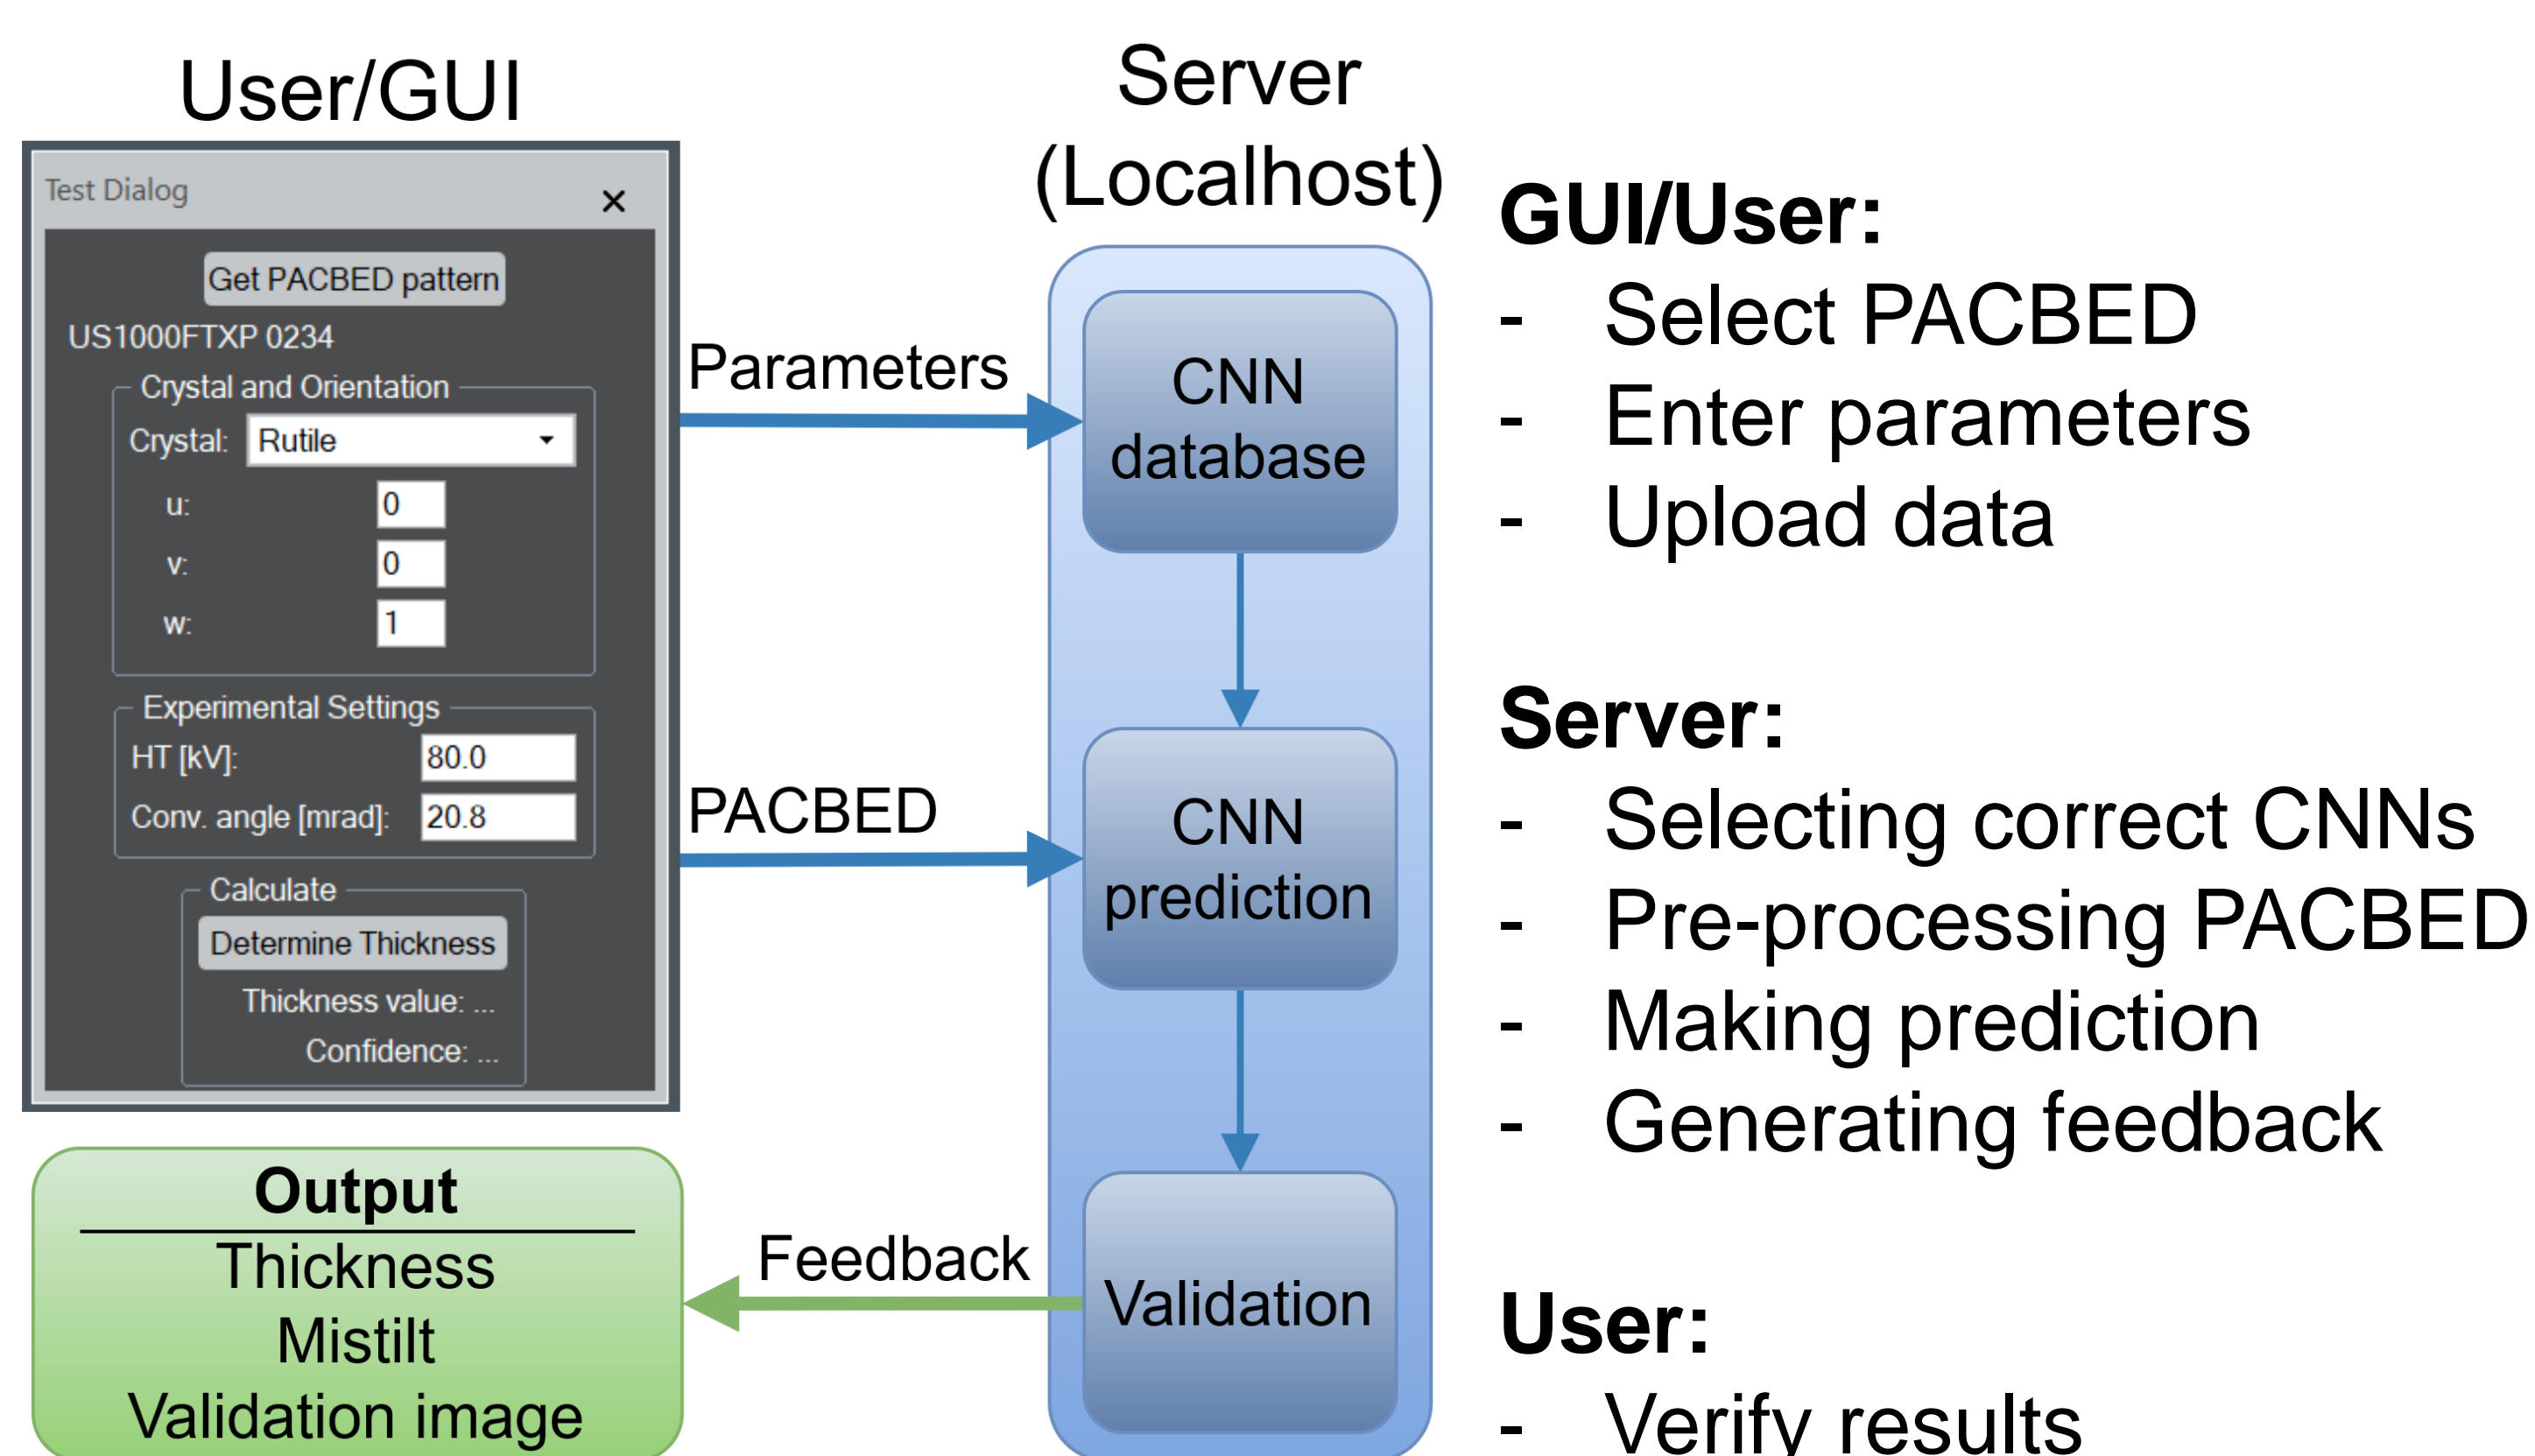 User/GUI
Test Dialog
×
Get PACBED pattern
US1000FTXP 0234
Crystal and Orientation
Crystal: Rutile
u: 0
v: 0
w: 1
Experimental Settings
HT [kV]: 80.0
Conv. angle [mrad]: 20.8
Calculate
Determine Thickness
Thickness value: ...
Confidence: ...
Output
Thickness
Mistilt
Validation image
Parameters
PACBED
Feedback
Server
(Localhost)
CNN
database
CNN
prediction
Validation
GUI/User:
- Select PACBED
- Enter parameters
- Upload data
Server:
- Selecting correct CNNs
- Pre-processing PACBED
- Making prediction
- Generating feedback
User:
- Verify results